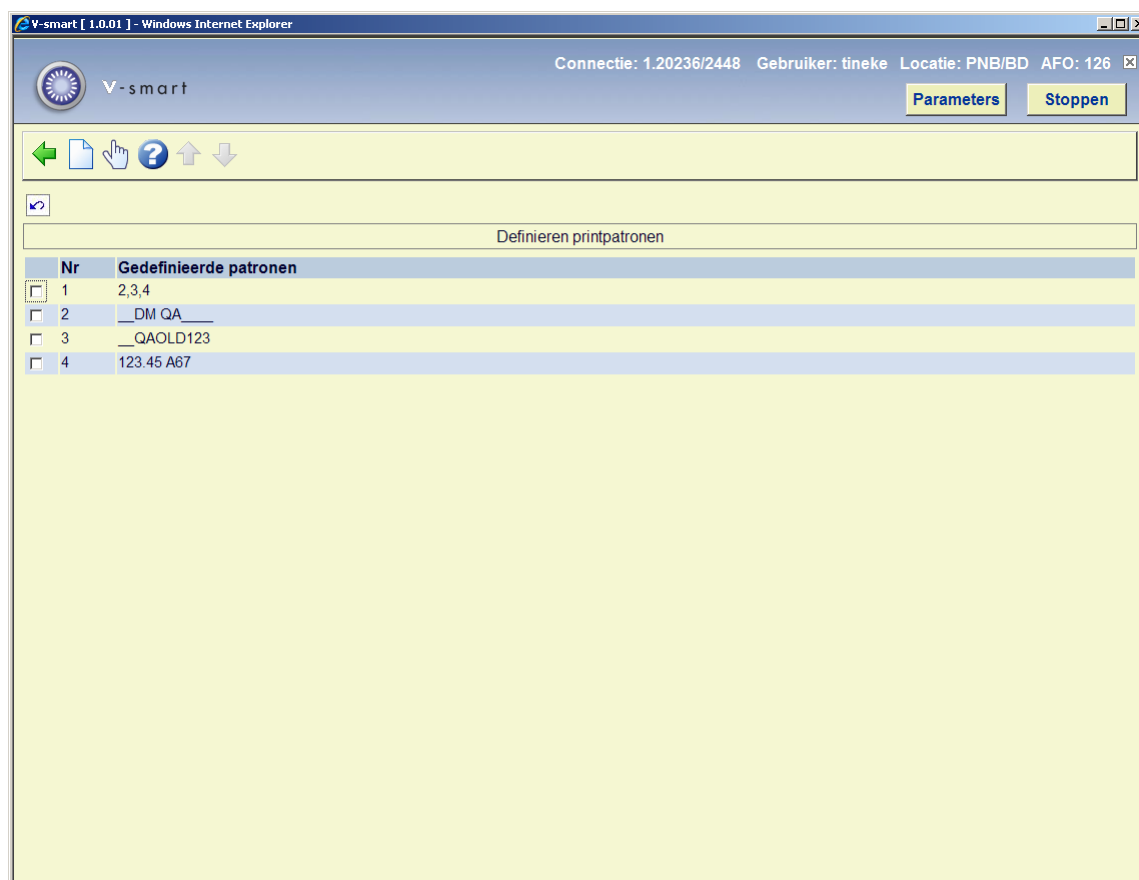 V-smart [ 1.0.01 ] - Windows Internet Explorer
Connectie: 1.20236/2448 Gebruiker: tineke Locatie: PNB/BD AFO: 126
V-smart
Parameters Stoppen
Definieren printpatronen
Nr Gedefinieerde patronen
1 2,3,4
2 __DM QA____
3 __QAOLD123
4 123.45 A67